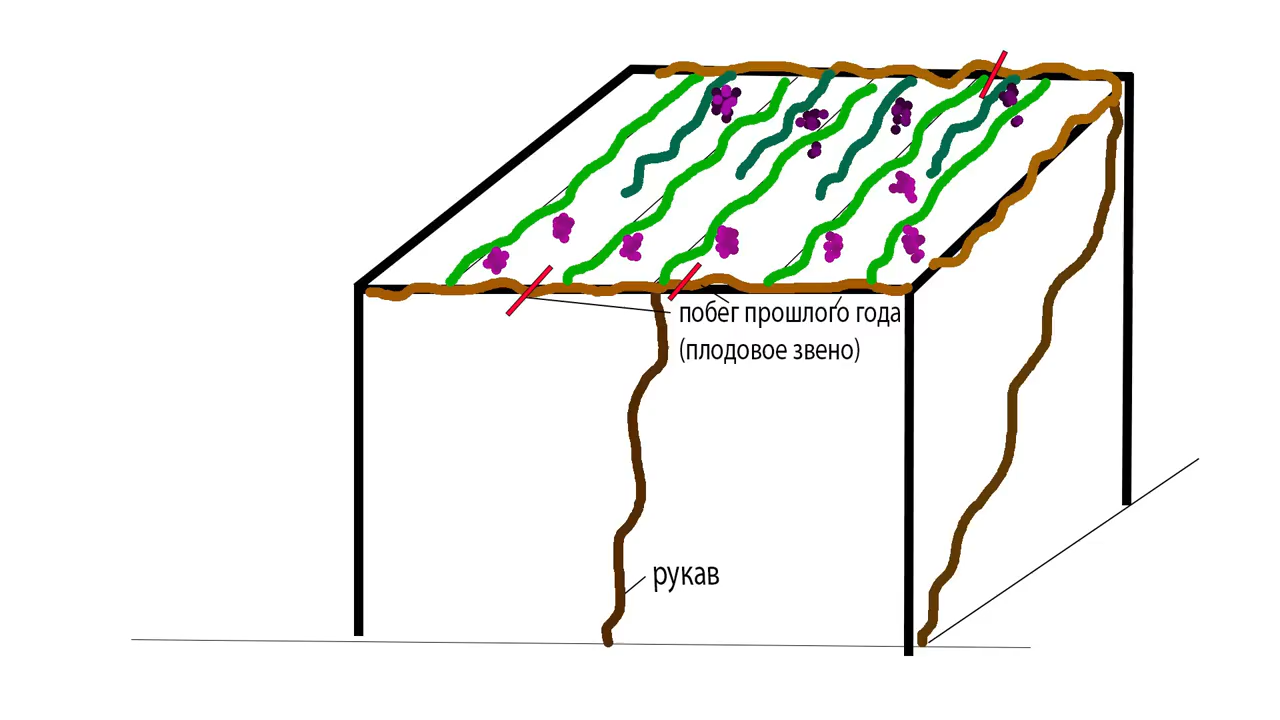 побег прошлого года
(плодовое звено)
рукав